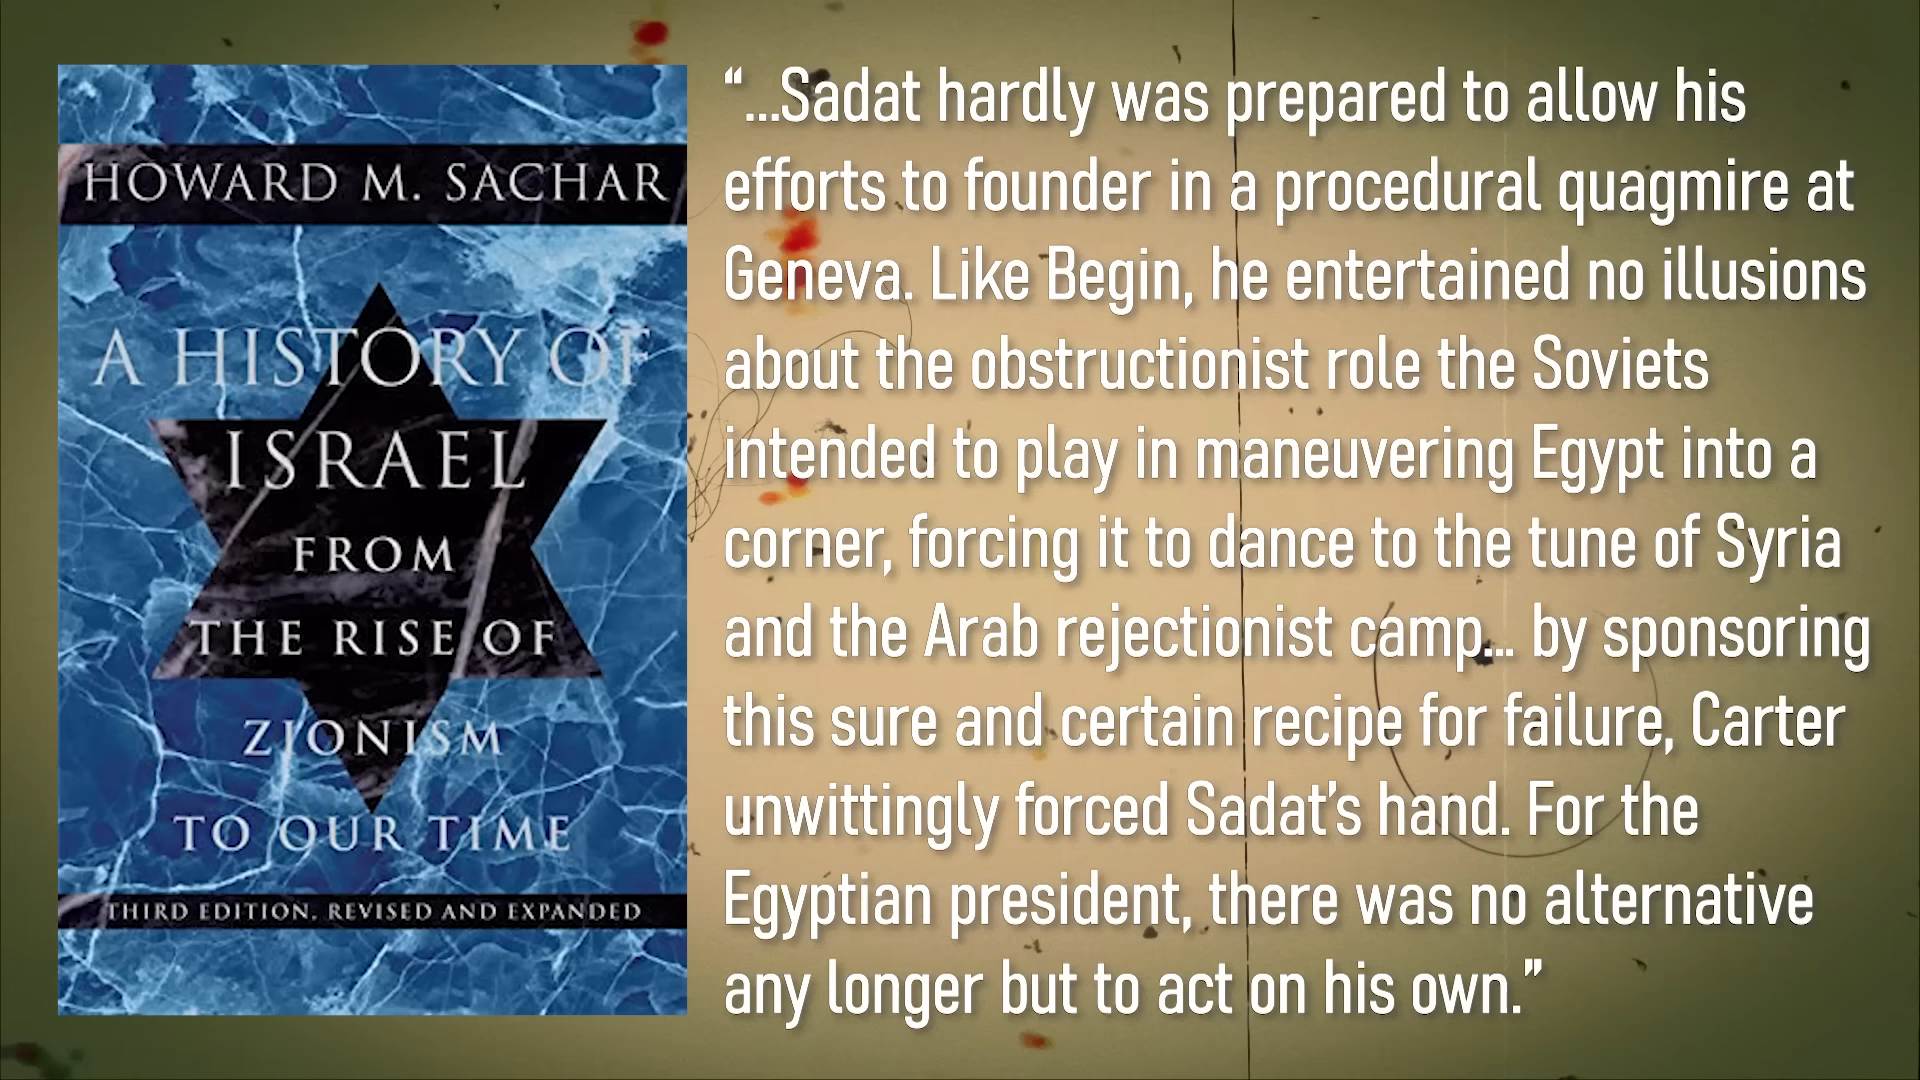 HOWARD M. SACHAR
A HISTORY OF
ISRAEL
FROM
THE RISE OF
ZIONISM
TO OUR TIME
THIRD EDITION, REVISED AND EXPANDED
“...Sadat hardly was prepared to allow his
efforts to founder in a procedural quagmire at
Geneva. Like Begin, he entertained no illusions
about the obstructionist role the Soviets
intended to play in maneuvering Egypt into a
corner, forcing it to dance to the tune of Syria
and the Arab rejectionist camp... by sponsoring
this sure and certain recipe for failure, Carter
unwittingly forced Sadat’s hand. For the
Egyptian president, there was no alternative
any longer but to act on his own.”